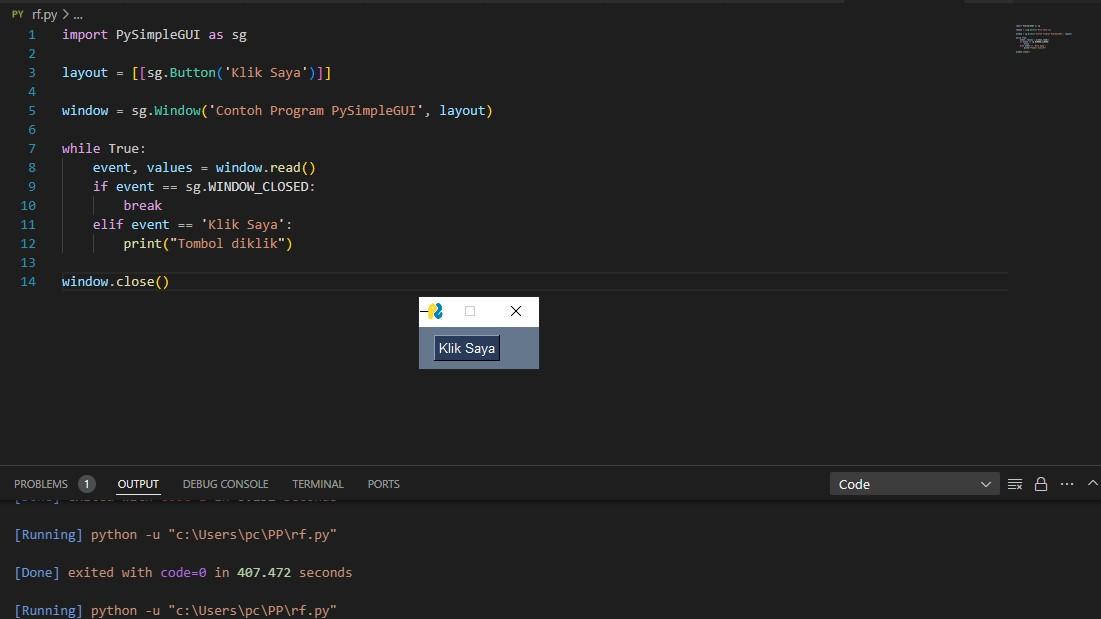 PY rf.py > ...
1 import PySimpleGUI as sg
2
3 layout = [[sg.Button('Klik Saya')]]
4
5 window = sg.Window('Contoh Program PySimpleGUI', layout)
6
7 while True:
8     event, values = window.read()
9     if event == sg.WINDOW_CLOSED:
10         break
11     elif event == 'Klik Saya':
12         print("Tombol diklik")
13
14 window.close()
Klik Saya
PROBLEMS 1 OUTPUT DEBUG CONSOLE TERMINAL PORTS Code
[Running] python -u "c:\Users\pc\PP\rf.py"
[Done] exited with code=0 in 407.472 seconds
[Running] python -u "c:\Users\pc\PP\rf.py"